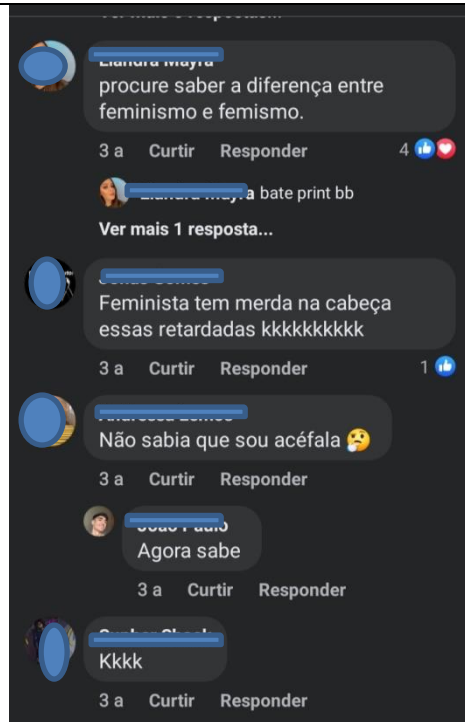 procure saber a diferença entre
feminismo e femismo.
3 a Curtir Responder 4
bate print bb
Ver mais 1 resposta...
Feminista tem merda na cabeça
essas retardadas kkkkkkkkkk
3 a Curtir Responder 1
Não sabia que sou acéfala 🤔
3 a Curtir Responder
Agora sabe
3 a Curtir Responder
Kkkk
3 a Curtir Responder